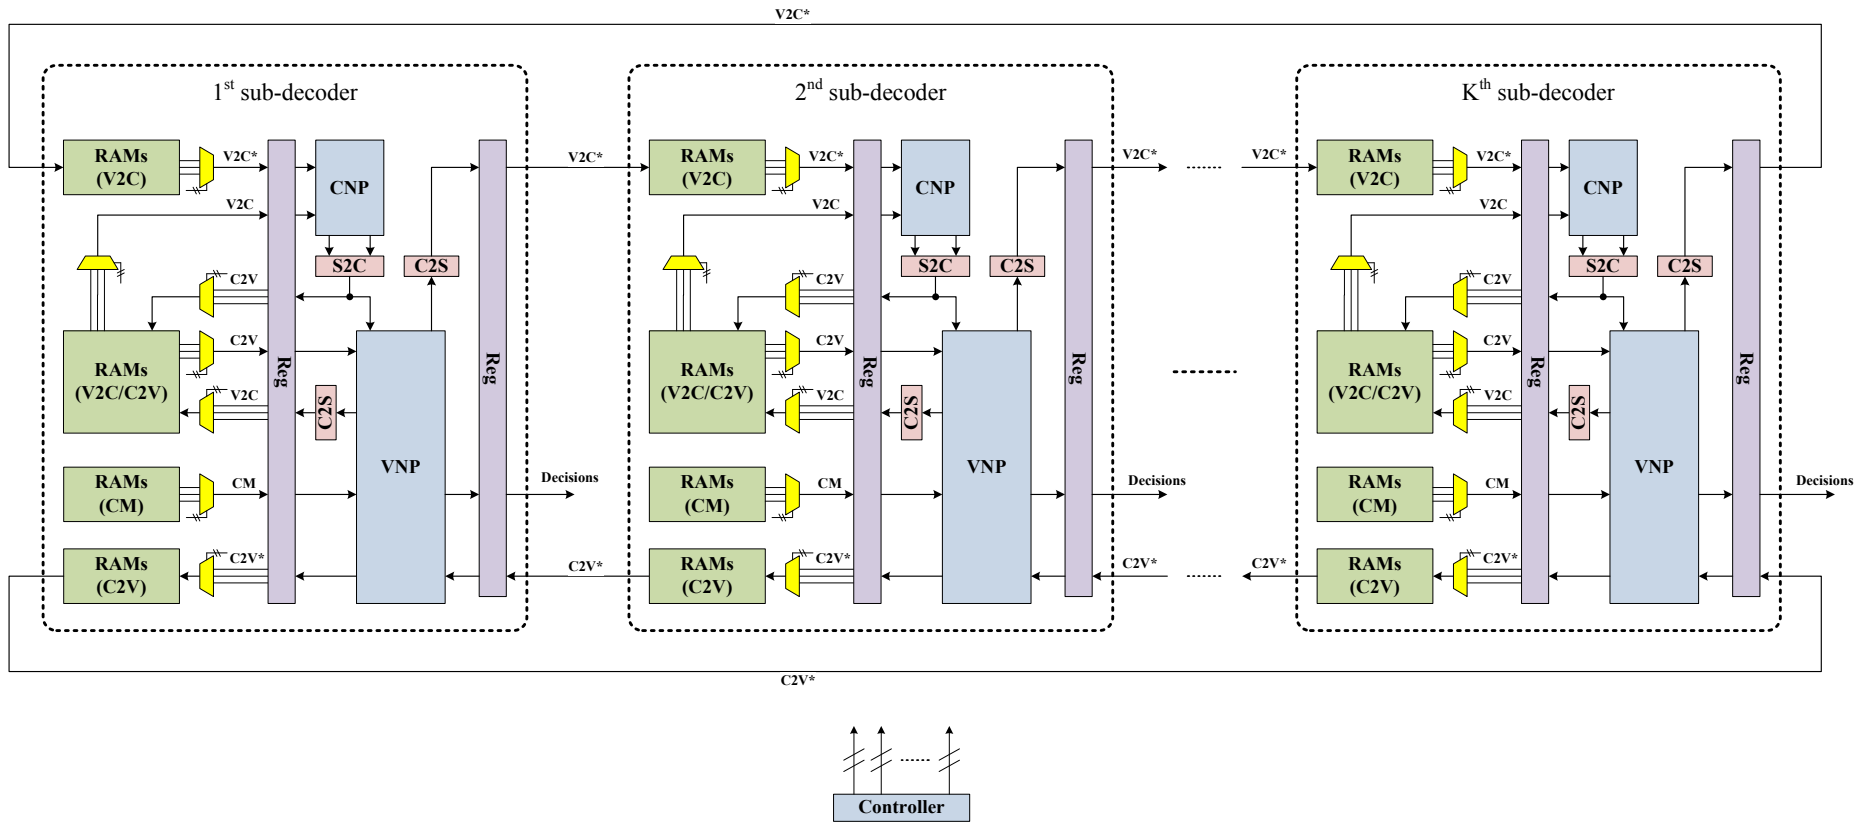 V2C*
1st sub-decoder
RAMs
(V2C)
V2C*
CNP
V2C
S2C
C2S
C2V
RAMs
(V2C/C2V)
C2V
V2C
C2S
Reg
Reg
VNP
RAMs
(CM)
CM
Decisions
RAMs
(C2V)
C2V*
V2C*
C2V*
2nd sub-decoder
RAMs
(V2C)
V2C*
CNP
V2C
S2C
C2S
C2V
RAMs
(V2C/C2V)
C2V
V2C
C2S
Reg
Reg
VNP
RAMs
(CM)
CM
Decisions
RAMs
(C2V)
C2V*
V2C*
V2C*
C2V*
C2V*
Kth sub-decoder
RAMs
(V2C)
V2C*
CNP
V2C
S2C
C2S
C2V
RAMs
(V2C/C2V)
C2V
V2C
C2S
Reg
Reg
VNP
RAMs
(CM)
CM
Decisions
RAMs
(C2V)
C2V*
C2V*
Controller